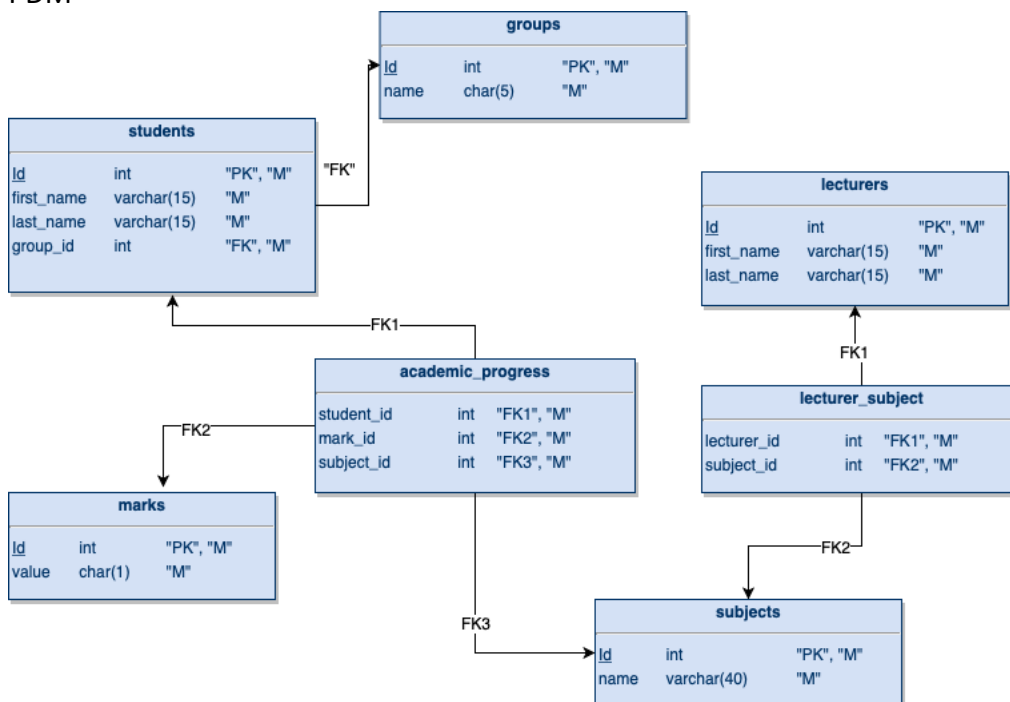 PDM
groups
Id int "PK", "M"
name char(5) "M"
students
Id int "PK", "M"
first_name varchar(15) "M"
last_name varchar(15) "M"
group_id int "FK", "M"
"FK"
lecturers
Id int "PK", "M"
first_name varchar(15) "M"
last_name varchar(15) "M"
FK1
FK1
academic_progress
student_id int "FK1", "M"
mark_id int "FK2", "M"
subject_id int "FK3", "M"
lecturer_subject
lecturer_id int "FK1", "M"
subject_id int "FK2", "M"
FK2
marks
Id int "PK", "M"
value char(1) "M"
FK2
FK3
subjects
Id int "PK", "M"
name varchar(40) "M"